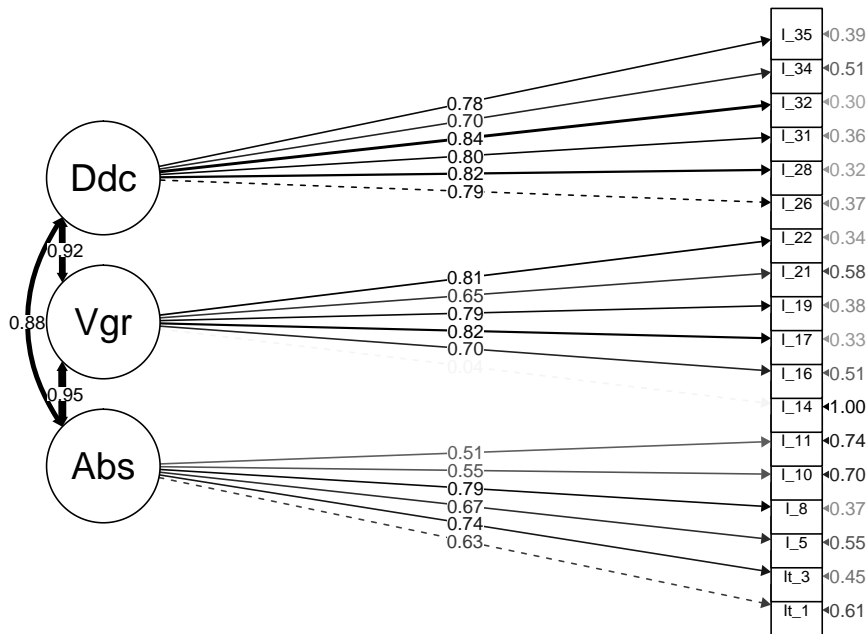 I_35 0.39
I_34 0.51
0.78
I_32 0.30
0.70
0.84
I_31 0.36
0.80
I_28 0.32
0.82
Ddc
0.79
I_26 0.37
I_22 0.34
0.92
I_21 0.58
0.81
0.65
I_19 0.38
0.79
Vgr
0.88
0.82
I_17 0.33
0.70
0.04
I_16 0.51
0.95
I_14 1.00
I_11 0.74
0.51
Abs
0.55
I_10 0.70
0.79
I_8 0.37
0.67
0.74
0.63
I_5 0.55
It_3 0.45
It_1 0.61